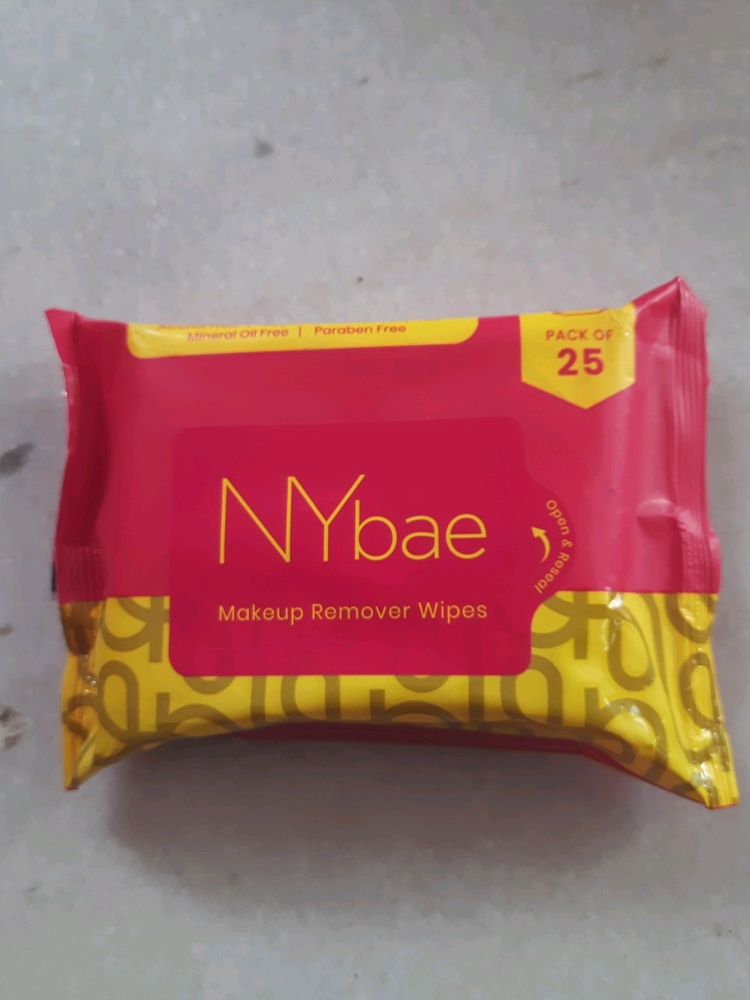 Mineral Oil Free | Paraben Free
PACK OF
25
NYbae
Open & Reseal
Makeup Remover Wipes